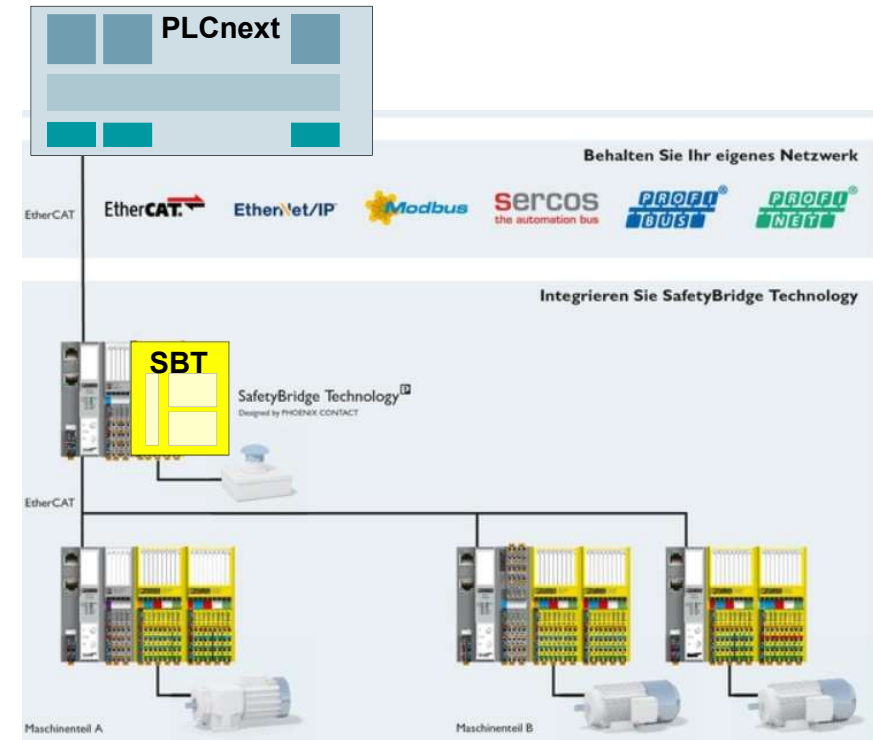 PLCnext
Behalten Sie Ihr eigenes Netzwerk
EtherCAT
EtherCAT.
EtherNet/IP
Modbus
sercos
the automation bus
PROFI
BUS
PROFI
NET
Integrieren Sie SafetyBridge Technology
SBT
SafetyBridge Technology
Designed by PHOENIX CONTACT
EtherCAT
Maschinenteil A
Maschinenteil B